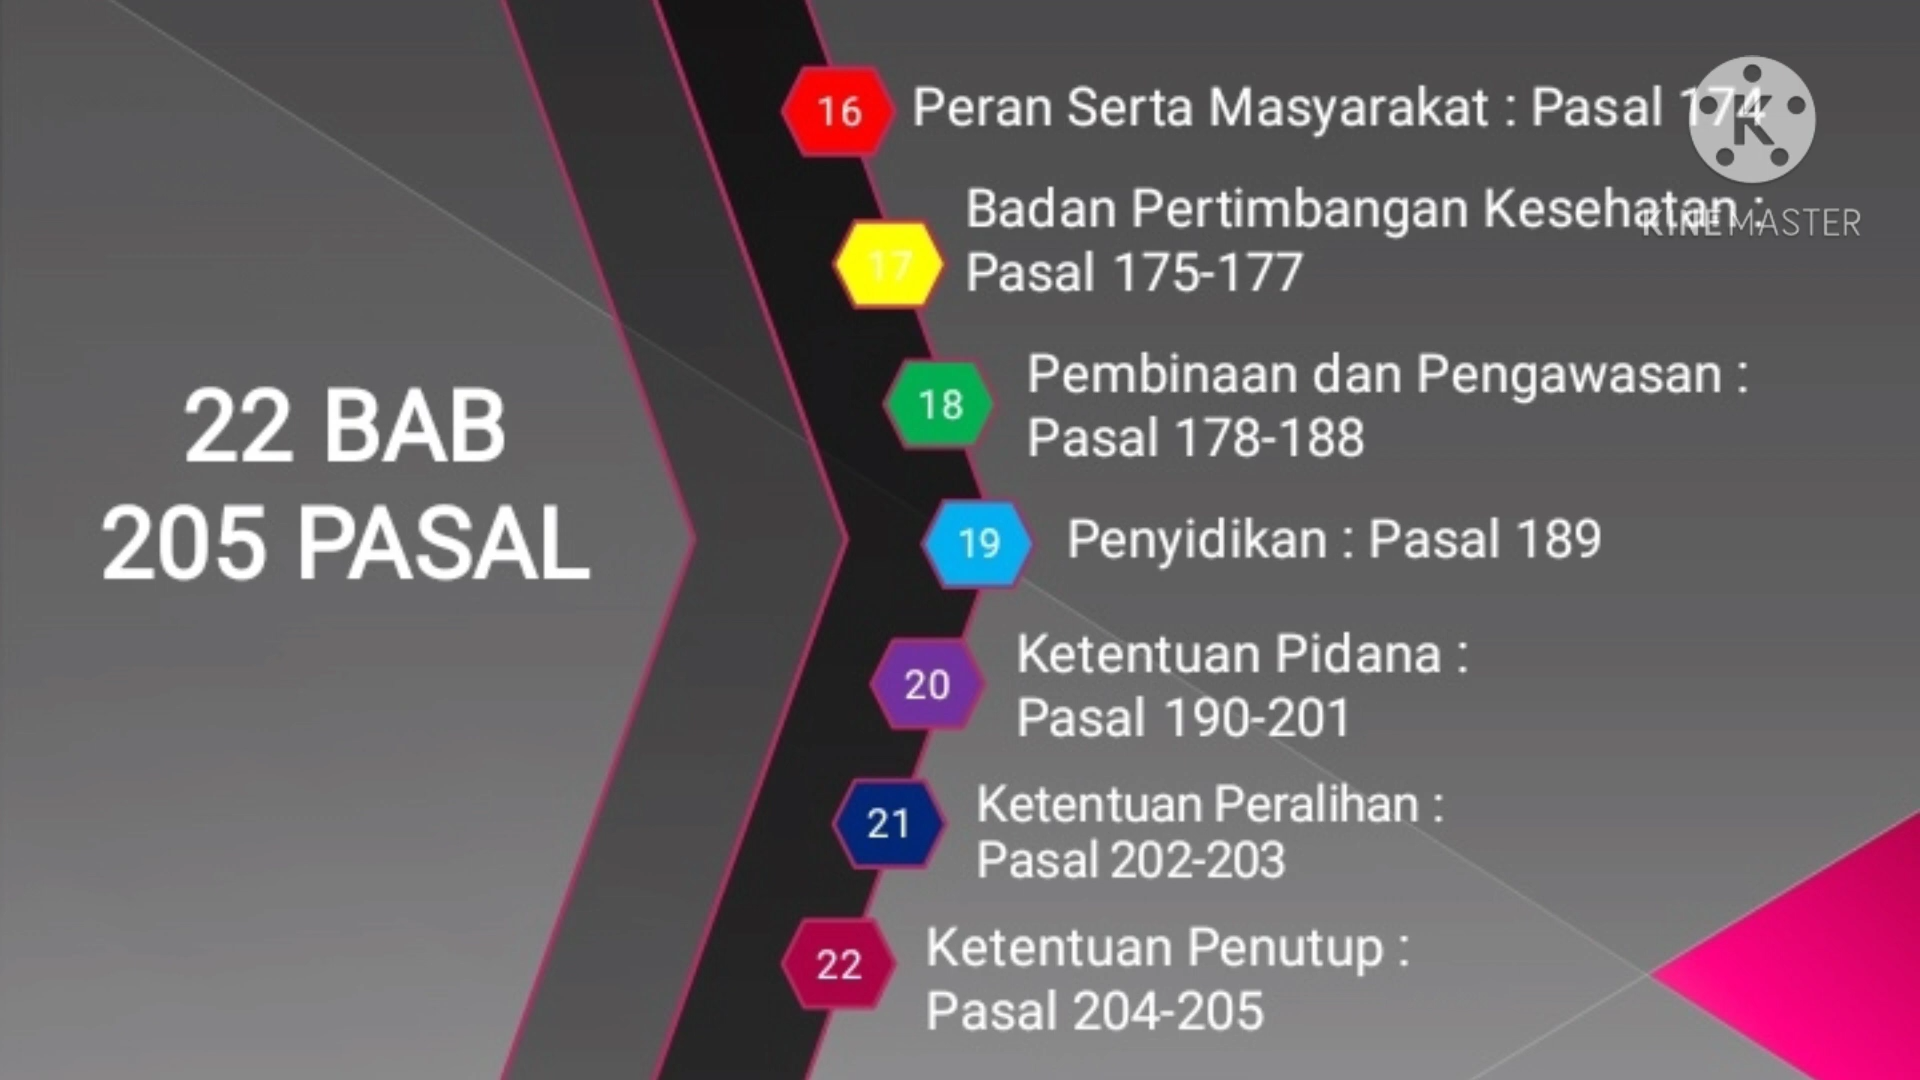 22 BAB
205 PASAL
16
Peran Serta Masyarakat : Pasal 174
17
Badan Pertimbangan Kesehatan :
Pasal 175-177
18
Pembinaan dan Pengawasan :
Pasal 178-188
19
Penyidikan : Pasal 189
20
Ketentuan Pidana :
Pasal 190-201
21
Ketentuan Peralihan :
Pasal 202-203
22
Ketentuan Penutup :
Pasal 204-205
K
KINEMASTER